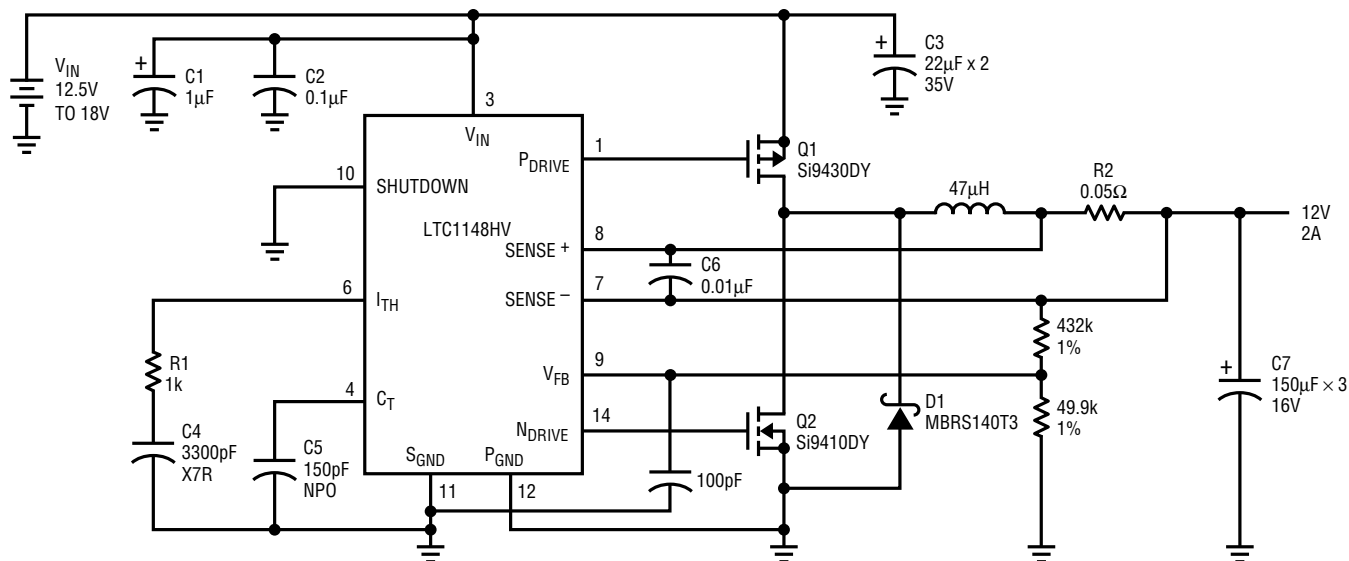 V_IN
12.5V
TO 18V
+
C1
1µF
C2
0.1µF
+
C3
22µF x 2
35V
3
V_IN
P_DRIVE
1
Q1
Si9430DY
10
SHUTDOWN
LTC1148HV
47µH
R2
0.05Ω
12V
2A
SENSE +
8
C6
0.01µF
SENSE –
7
6
I_TH
R1
1k
432k
1%
V_FB
9
4
C_T
+
C7
150µF × 3
16V
C4
3300pF
X7R
C5
150pF
NPO
N_DRIVE
14
Q2
Si9410DY
D1
MBRS140T3
49.9k
1%
S_GND
P_GND
11
12
100pF